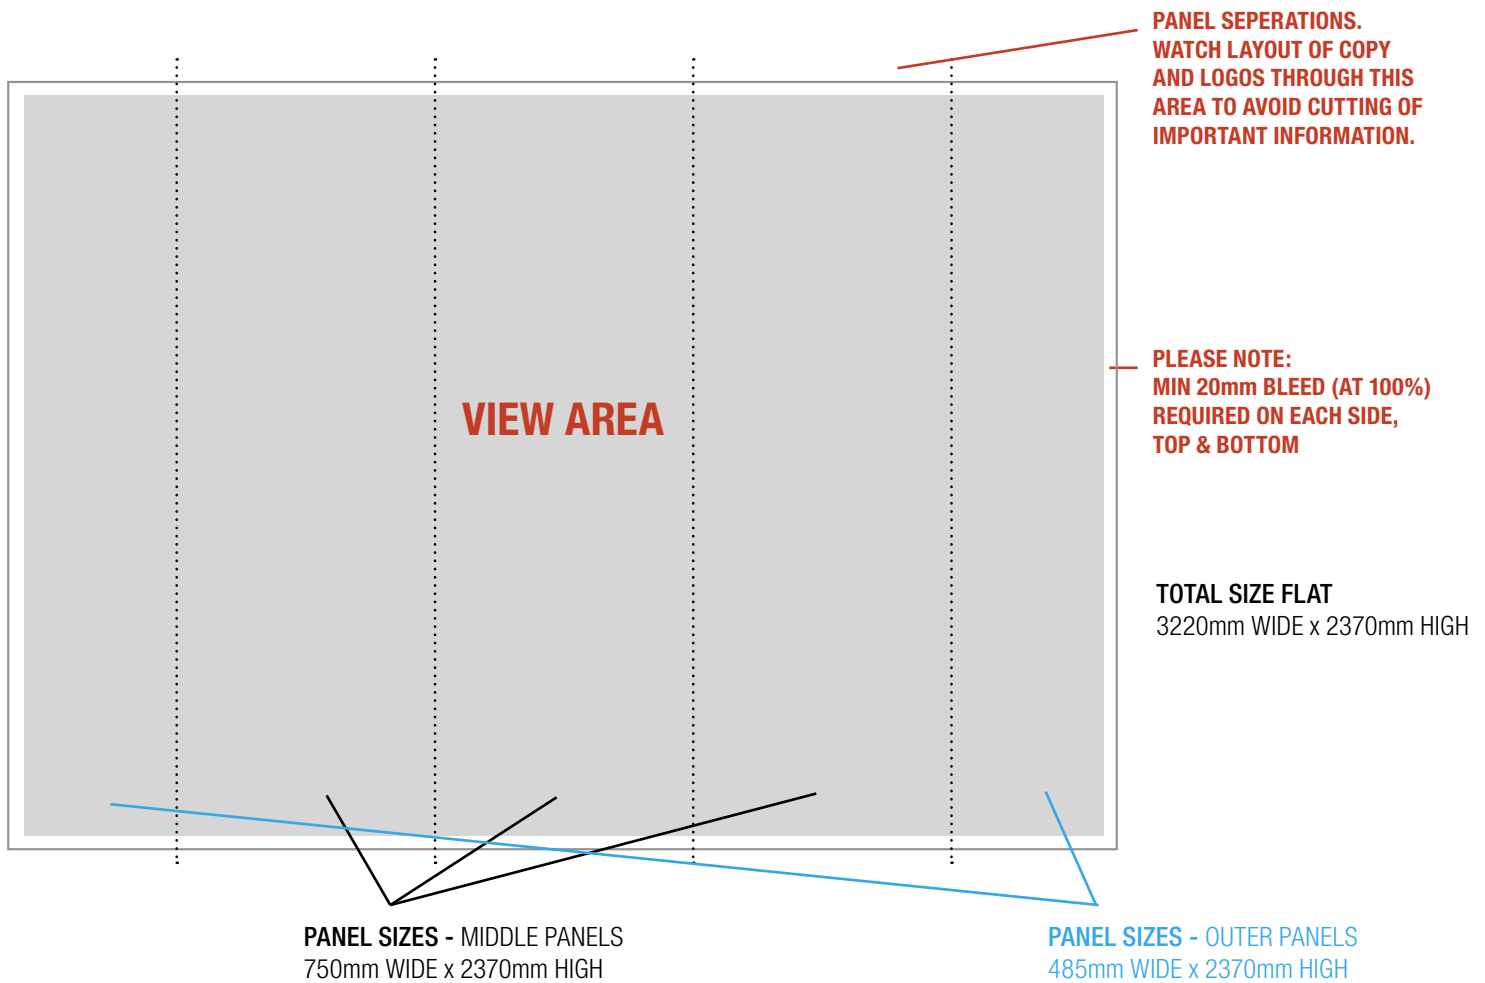 PANEL SEPERATIONS.
WATCH LAYOUT OF COPY
AND LOGOS THROUGH THIS
AREA TO AVOID CUTTING OF
IMPORTANT INFORMATION.
PLEASE NOTE:
MIN 20mm BLEED (AT 100%)
REQUIRED ON EACH SIDE,
TOP & BOTTOM
VIEW AREA
TOTAL SIZE FLAT
3220mm WIDE x 2370mm HIGH
PANEL SIZES - MIDDLE PANELS
750mm WIDE x 2370mm HIGH
PANEL SIZES - OUTER PANELS
485mm WIDE x 2370mm HIGH